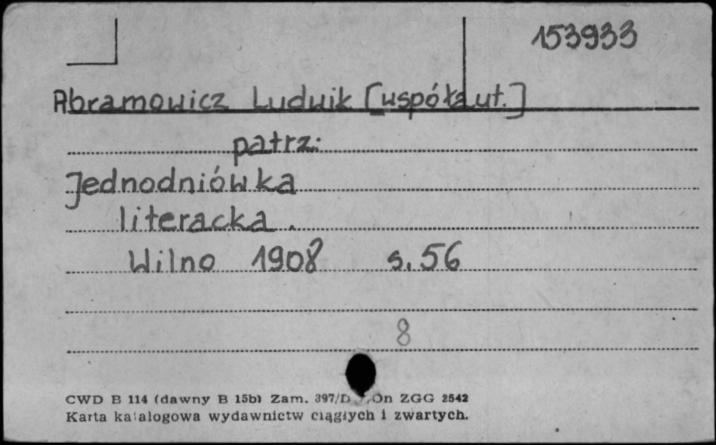 153933
Abramowicz Ludwik [współaut.]
patrz:
Jednodniówka
literacka.
Wilno 1908 s. 56
8
CWD B 114 (dawny B 15b) Zam. 397/D On ZGG 2542
Karta katalogowa wydawnictw ciągłych i zwartych.